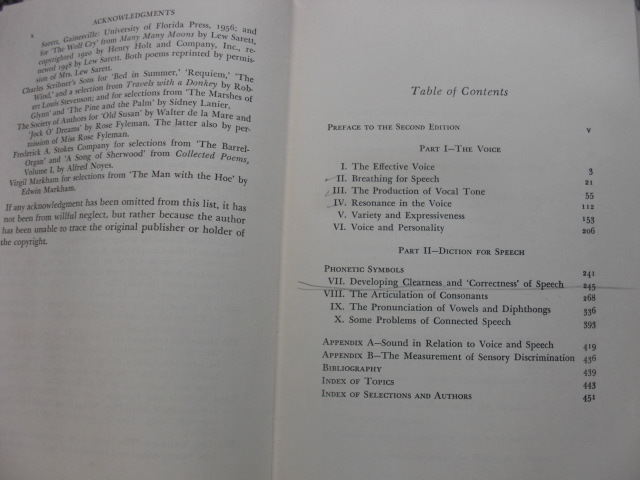 x
ACKNOWLEDGMENTS
Sarett, Gainesville: University of Florida Press, 1956; and
for 'The Wolf Cry' from Many Many Moons by Lew Sarett,
copyrighted 1920 by Henry Holt and Company, Inc., re-
newed 1948 by Lew Sarett. Both poems reprinted by permis-
sion of Mrs. Lew Sarett.
Charles Scribner's Sons for 'Bed in Summer,' 'Requiem,' 'The
Wind,' and a selection from Travels with a Donkey by Rob-
ert Louis Stevenson; and for selections from 'The Marshes of
Glynn' and 'The Pine and the Palm' by Sidney Lanier.
The Society of Authors for 'Old Susan' by Walter de la Mare and
'Jock O' Dreams' by Rose Fyleman. The latter also by per-
mission of Miss Rose Fyleman.
Frederick A. Stokes Company for selections from 'The Barrel-
Organ' and 'A Song of Sherwood' from Collected Poems,
Volume I, by Alfred Noyes.
Virgil Markham for selections from 'The Man with the Hoe' by
Edwin Markham.
If any acknowledgment has been omitted from this list, it has
not been from willful neglect, but rather because the author
has been unable to trace the original publisher or holder of
the copyright.
Table of Contents
PREFACE TO THE SECOND EDITION v
PART I—THE VOICE
I. The Effective Voice 3
II. Breathing for Speech 21
III. The Production of Vocal Tone 55
IV. Resonance in the Voice 112
V. Variety and Expressiveness 153
VI. Voice and Personality 206
PART II—DICTION FOR SPEECH
PHONETIC SYMBOLS 241
VII. Developing Clearness and 'Correctness' of Speech 245
VIII. The Articulation of Consonants 268
IX. The Pronunciation of Vowels and Diphthongs 336
X. Some Problems of Connected Speech 393
APPENDIX A—Sound in Relation to Voice and Speech 419
APPENDIX B—The Measurement of Sensory Discrimination 436
BIBLIOGRAPHY 439
INDEX OF TOPICS 443
INDEX OF SELECTIONS AND AUTHORS 451